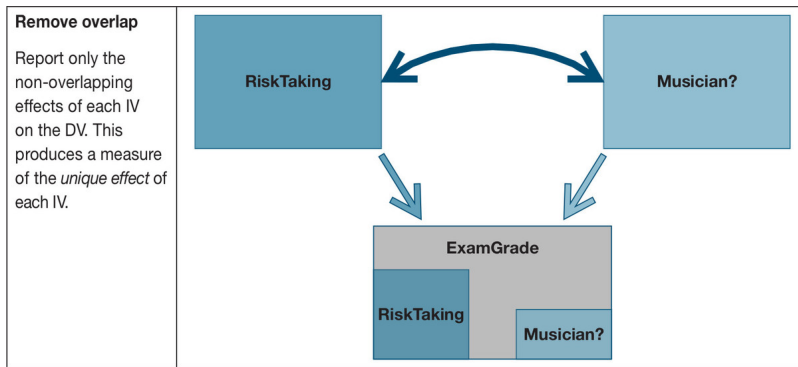 Remove overlap
Report only the
non-overlapping
effects of each IV
on the DV. This
produces a measure
of the unique effect of
each IV.
RiskTaking
Musician?
ExamGrade
RiskTaking
Musician?